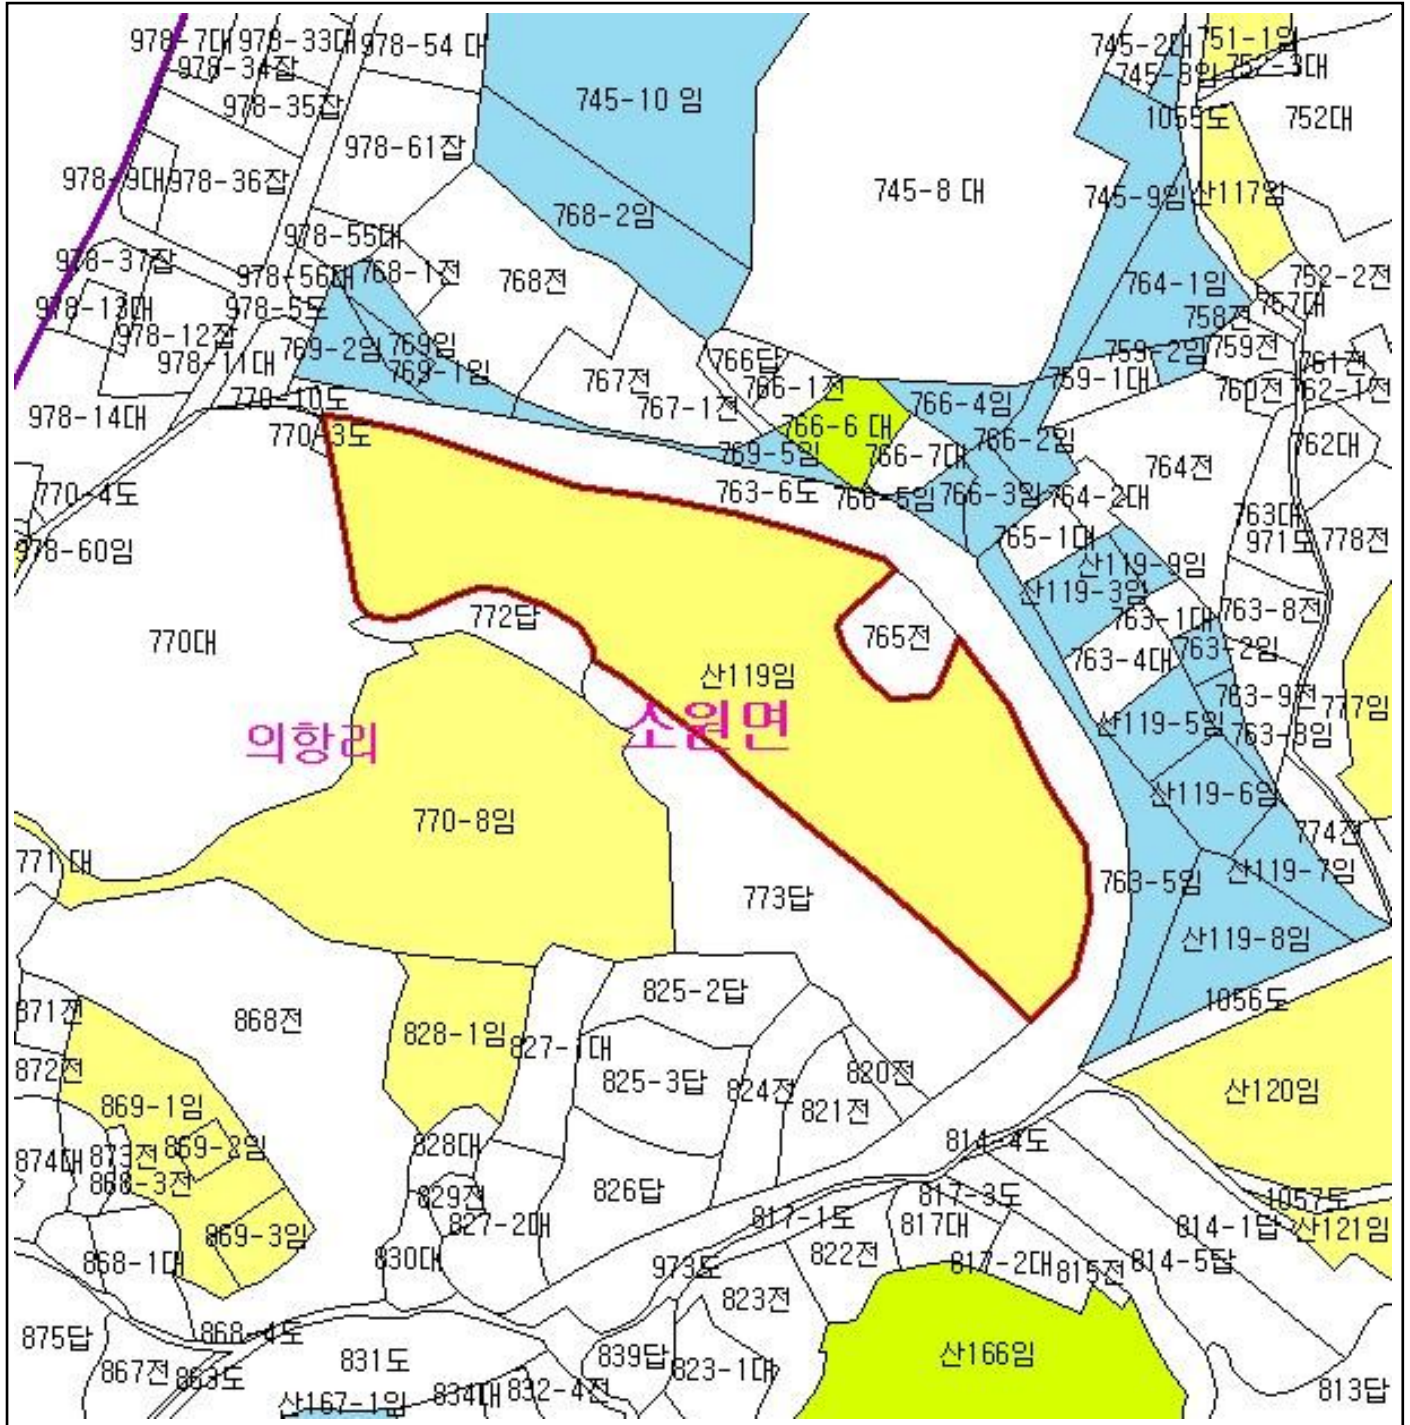 978-7대
978-33대
978-54 대
745-2대
751-1임
978-34잡
745-3임
752-3대
978-35잡
745-10 임
1055도
752대
978-61잡
978-9대
978-36잡
745-8 대
745-9임
산117임
768-2임
978-55대
978-37잡
978-56대
768-1전
768전
764-1임
752-2전
978-13대
978-5도
757대
978-12잡
758전
978-11대
769-2임
769임
766답
759-2임
759전
761전
769-1임
767전
766-1전
759-1대
760전
762-1전
978-14대
770-10도
767-1전
766-4임
770-3도
766-6 대
766-2임
762대
769-5임
766-7대
764전
770-4도
763-6도
766-5임
766-3임
764-2대
763대
978-60임
765-1대
971도
778전
산119-9임
산119-3임
772답
763-1대
763-8전
770대
765전
763-4대
763-2임
산119임
763-9전
777임
의항리
소원면
산119-5임
763-3임
770-8임
산119-6임
774전
771 대
산119-7임
773답
763-5임
산119-8임
825-2답
1056도
871전
868전
828-1임
827-1대
872전
825-3답
824전
820전
산120임
869-1임
821전
874대
873전
869-2임
828대
814-4도
868-3전
829전
826답
817-3도
1057도
869-3임
827-2대
817-1도
817대
814-1답
산121임
868-1대
830대
973도
822전
817-2대
815전
814-5답
823전
875답
868-4도
831도
839답
산166임
867전
863도
823-1대
산167-1임
834대
832-4전
813답